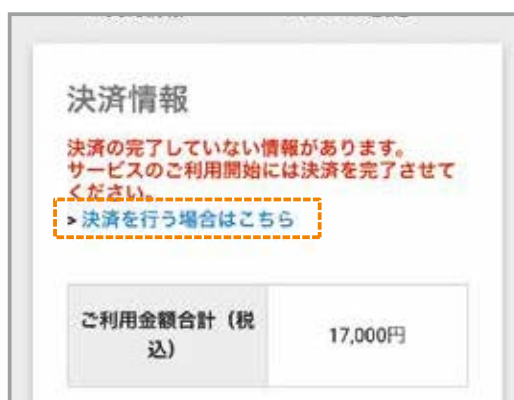 決済情報
決済の完了していない情報があります。
サービスのご利用開始には決済を完了させて
ください。
> 決済を行う場合はこちら
ご利用金額合計（税
込）
17,000円